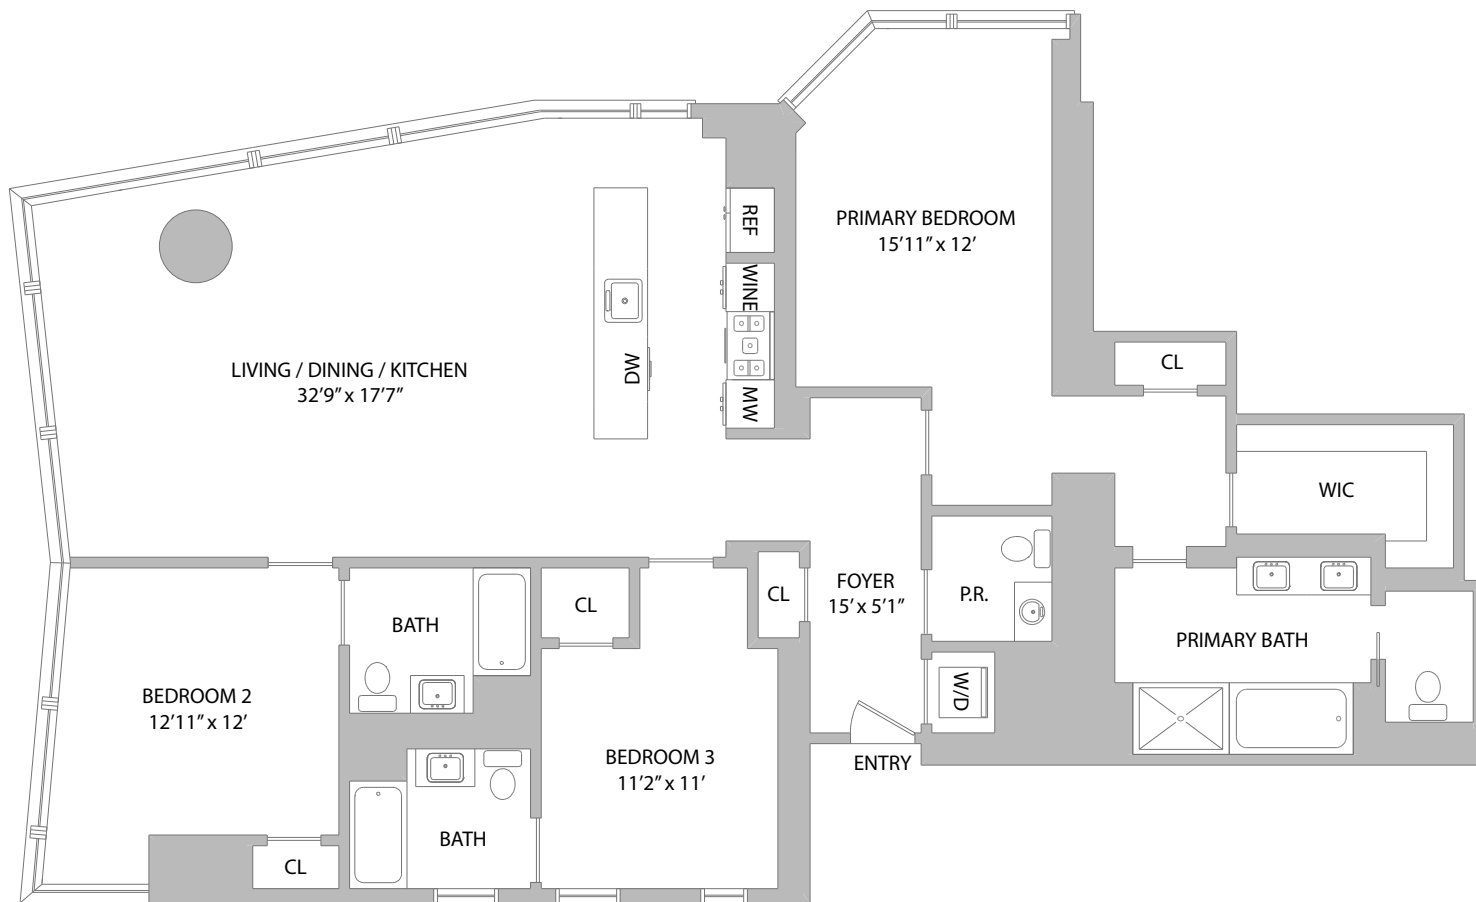 REF
PRIMARY BEDROOM
15’11” x 12’
WINE
LIVING / DINING / KITCHEN
32’9” x 17’7”
DW
MW
CL
WIC
FOYER
15’ x 5’1”
P.R.
CL
CL
BATH
PRIMARY BATH
BEDROOM 2
12’11” x 12’
W/D
BEDROOM 3
11’2” x 11’
ENTRY
BATH
CL